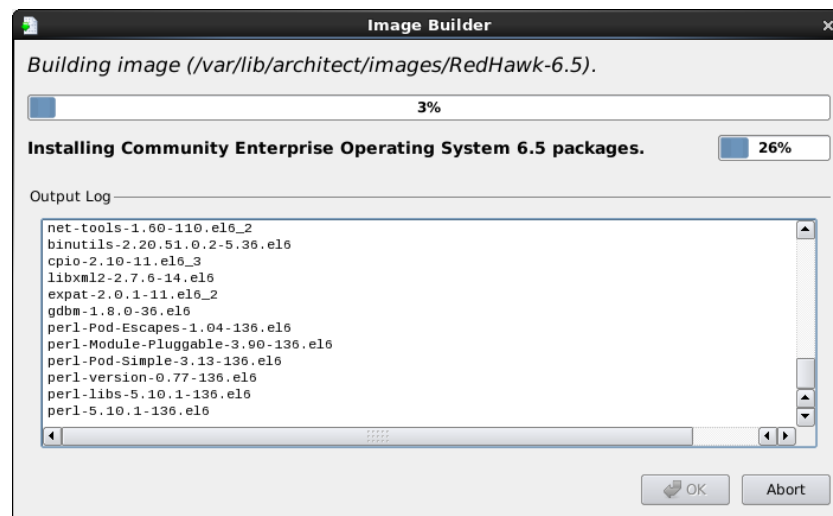 Image Builder
Building image (/var/lib/architect/images/RedHawk-6.5).
3%
Installing Community Enterprise Operating System 6.5 packages.
26%
Output Log
net-tools-1.60-110.el6_2
binutils-2.20.51.0.2-5.36.el6
cpio-2.10-11.el6_3
libxml2-2.7.6-14.el6
expat-2.0.1-11.el6_2
gdbm-1.8.0-36.el6
perl-Pod-Escapes-1.04-136.el6
perl-Module-Pluggable-3.90-136.el6
perl-Pod-Simple-3.13-136.el6
perl-version-0.77-136.el6
perl-libs-5.10.1-136.el6
perl-5.10.1-136.el6
OK
Abort